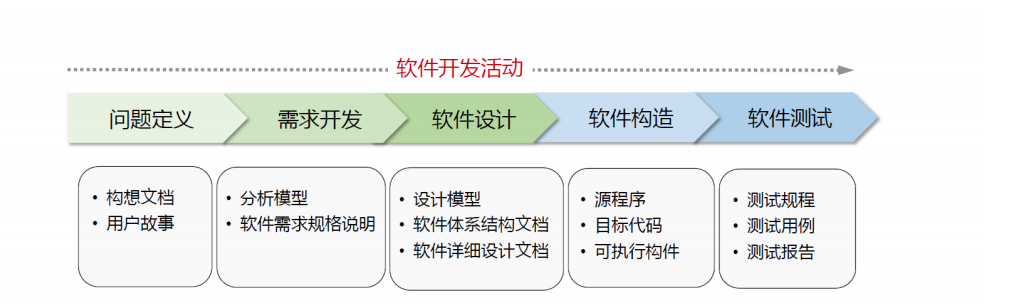 软件开发活动
问题定义
需求开发
软件设计
软件构造
软件测试
• 构想文档
• 用户故事
• 分析模型
• 软件需求规格说明
• 设计模型
• 软件体系结构文档
• 软件详细设计文档
• 源程序
• 目标代码
• 可执行构件
• 测试规程
• 测试用例
• 测试报告